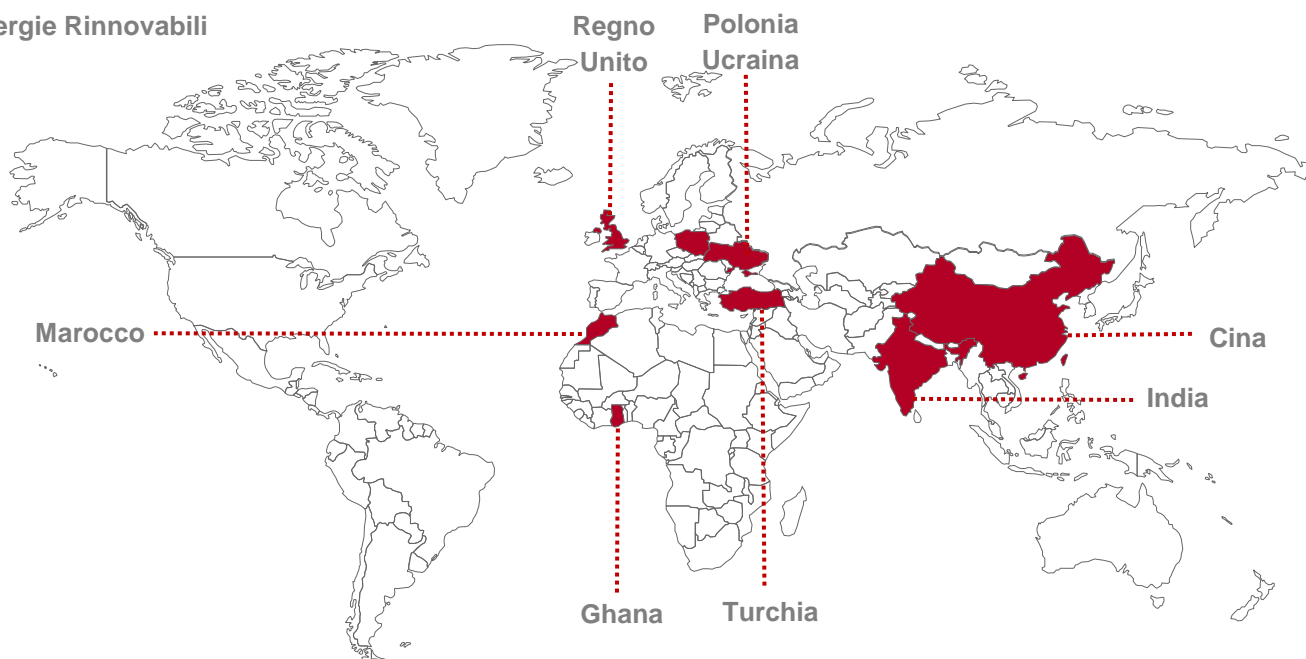 ergie Rinnovabili
Regno
Unito
Polonia
Ucraina
Marocco
Cina
India
Ghana
Turchia